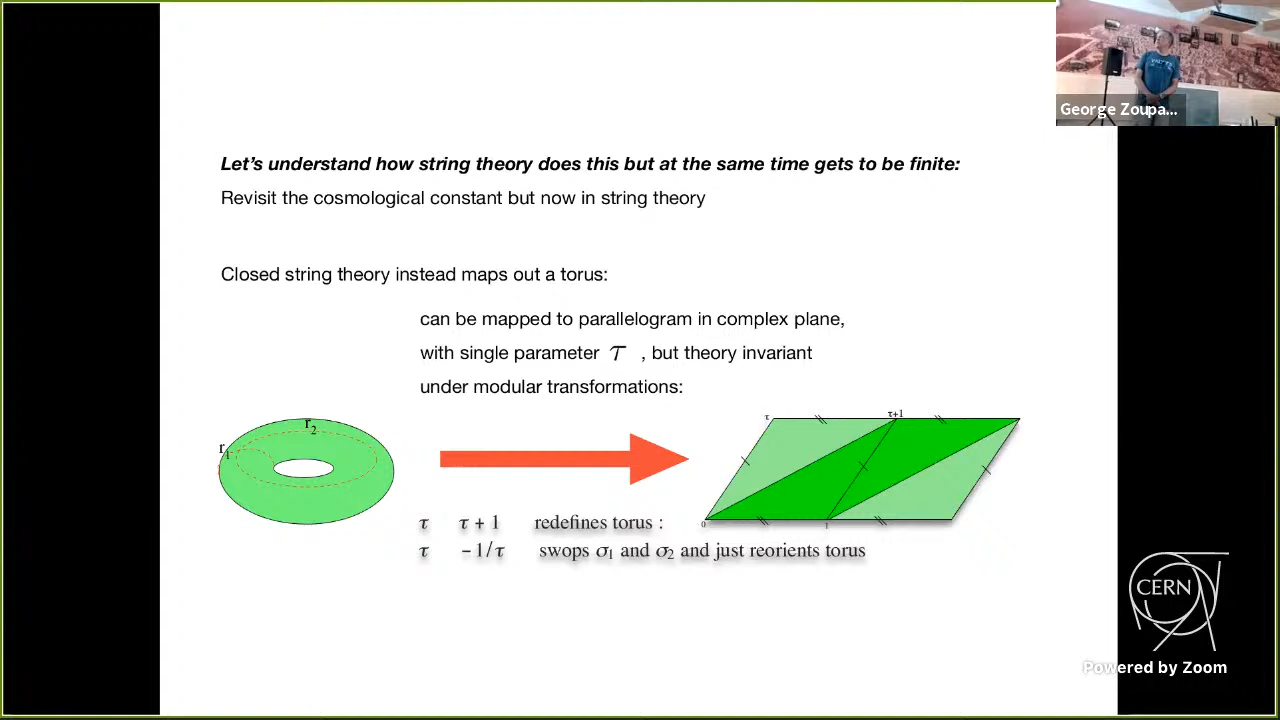 George Zoupa...
Let's understand how string theory does this but at the same time gets to be finite:
Revisit the cosmological constant but now in string theory
Closed string theory instead maps out a torus:
can be mapped to parallelogram in complex plane,
with single parameter τ , but theory invariant
under modular transformations:
r₂
r₁
τ
τ+1
0
1
τ τ + 1 redefines torus :
τ −1/τ swops σ₁ and σ₂ and just reorients torus
CERN
Powered by Zoom